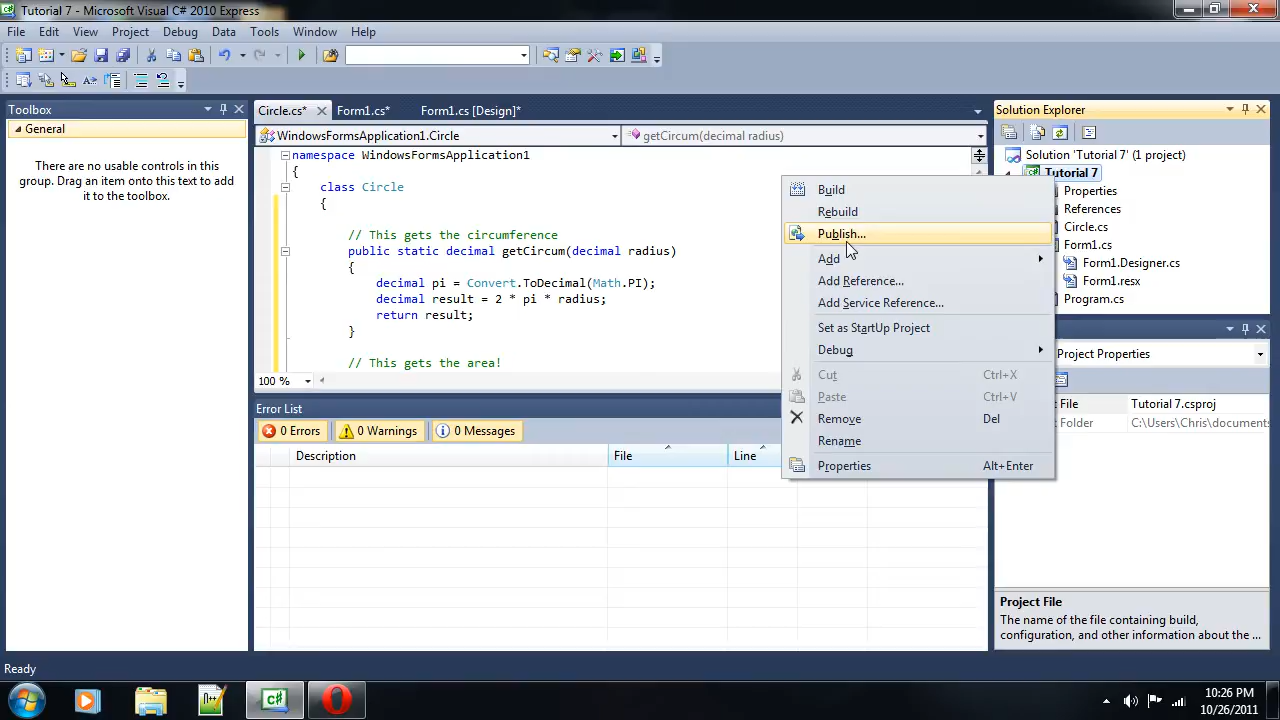 Tutorial 7 - Microsoft Visual C# 2010 Express
File Edit View Project Debug Data Tools Window Help
Toolbox
General
There are no usable controls in this
group. Drag an item onto this text to add
it to the toolbox.
Circle.cs* Form1.cs* Form1.cs [Design]*
WindowsFormsApplication1.Circle getCircum(decimal radius)
namespace WindowsFormsApplication1
{
class Circle
{
// This gets the circumference
public static decimal getCircum(decimal radius)
{
decimal pi = Convert.ToDecimal(Math.PI);
decimal result = 2 * pi * radius;
return result;
}
// This gets the area!
100 %
Error List
0 Errors 0 Warnings 0 Messages
Description File Line
Build
Rebuild
Publish...
Add
Add Reference...
Add Service Reference...
Set as StartUp Project
Debug
Cut Ctrl+X
Paste Ctrl+V
Remove Del
Rename
Properties Alt+Enter
Solution Explorer
Solution 'Tutorial 7' (1 project)
Tutorial 7
Properties
References
Circle.cs
Form1.cs
Form1.Designer.cs
Form1.resx
Program.cs
Project Properties
File Tutorial 7.csproj
Folder C:\Users\Chris\documents
Project File
The name of the file containing build,
configuration, and other information about the ...
Ready
C#
N++
C#
10:26 PM
10/26/2011